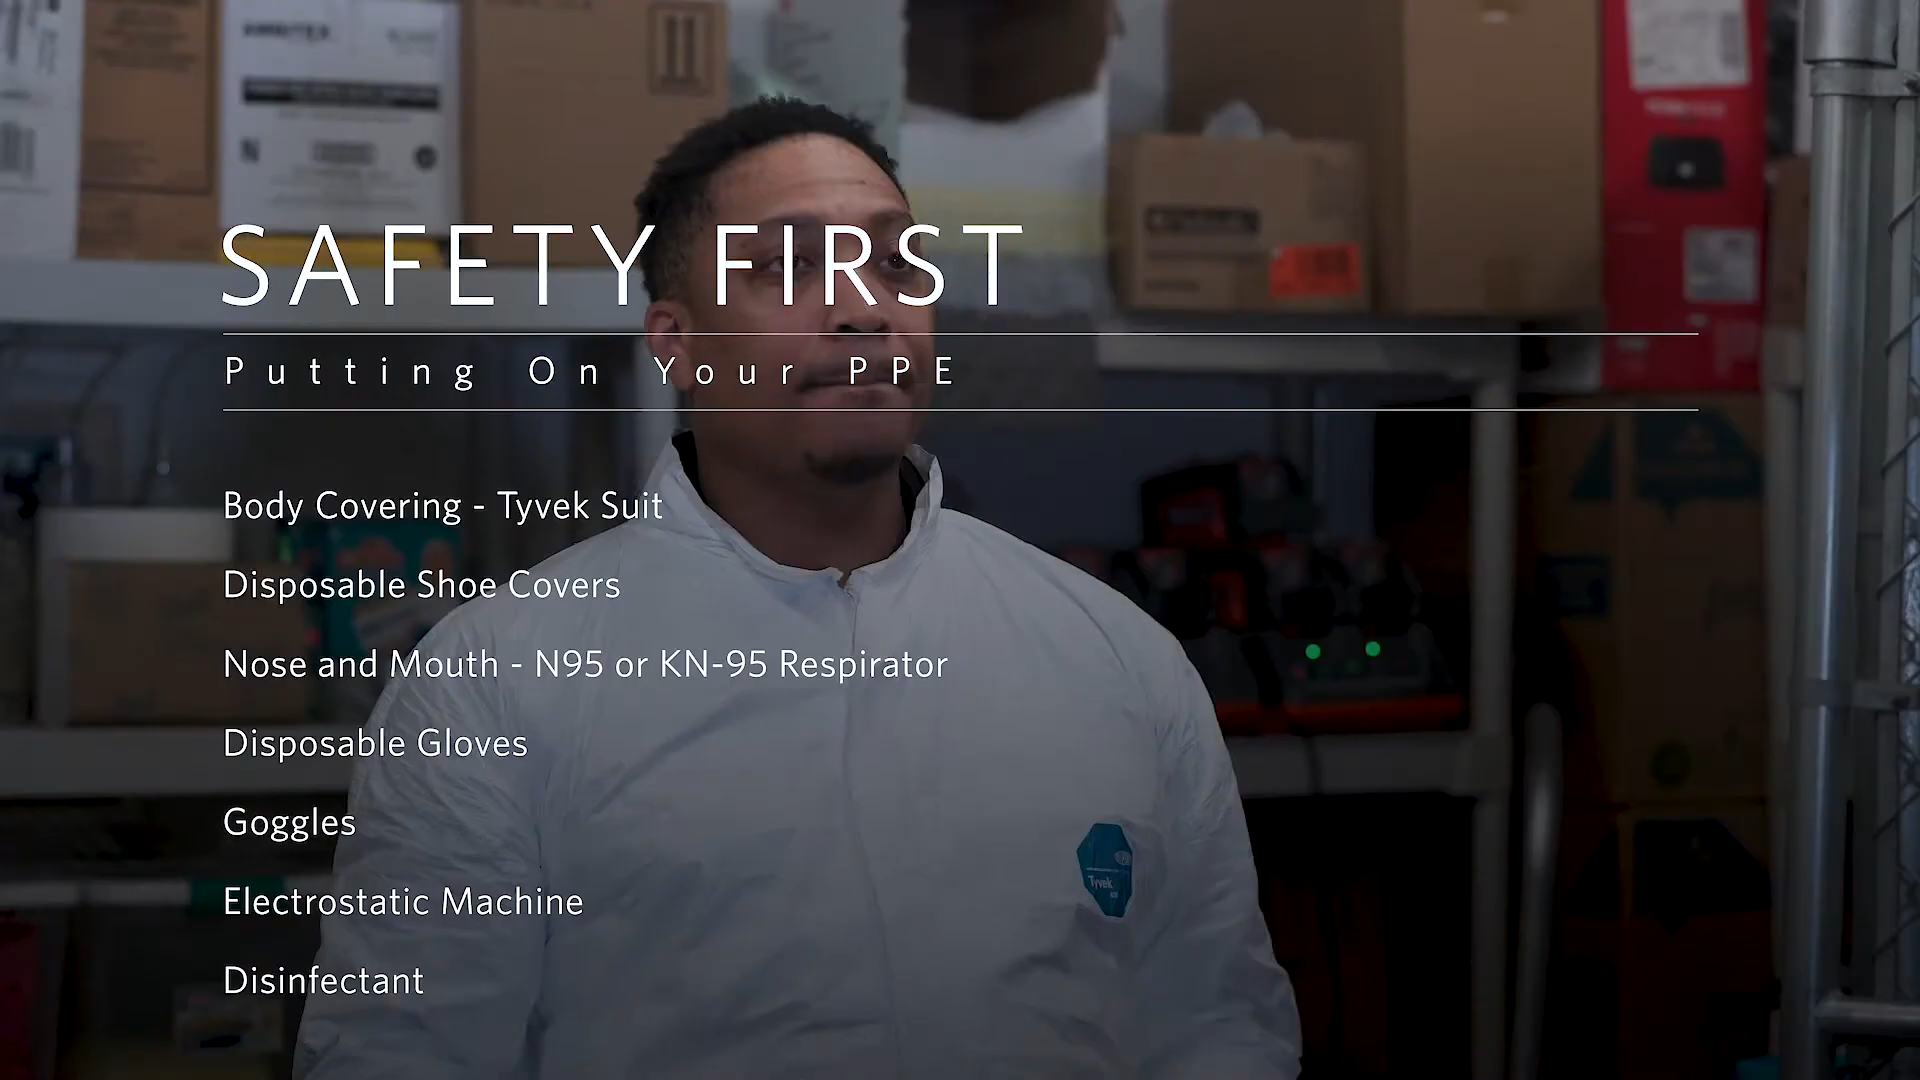 SAFETY FIRST
Putting On Your PPE
Body Covering - Tyvek Suit
Disposable Shoe Covers
Nose and Mouth - N95 or KN-95 Respirator
Disposable Gloves
Goggles
Electrostatic Machine
Disinfectant
Tyvek